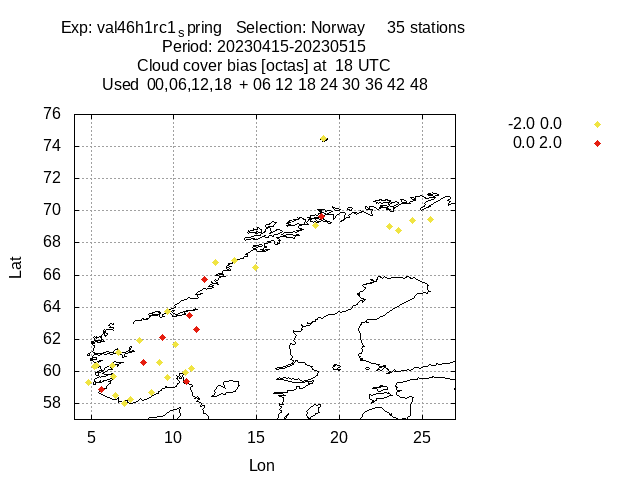 Exp: val46h1rc1spring   Selection: Norway     35 stations
Period: 20230415-20230515
Cloud cover bias [octas] at  18 UTC
Used  00,06,12,18  + 06 12 18 24 30 36 42 48
-2.0 0.0
0.0 2.0
76
74
72
70
68
66
64
62
60
58
Lat
5 10 15 20 25
Lon